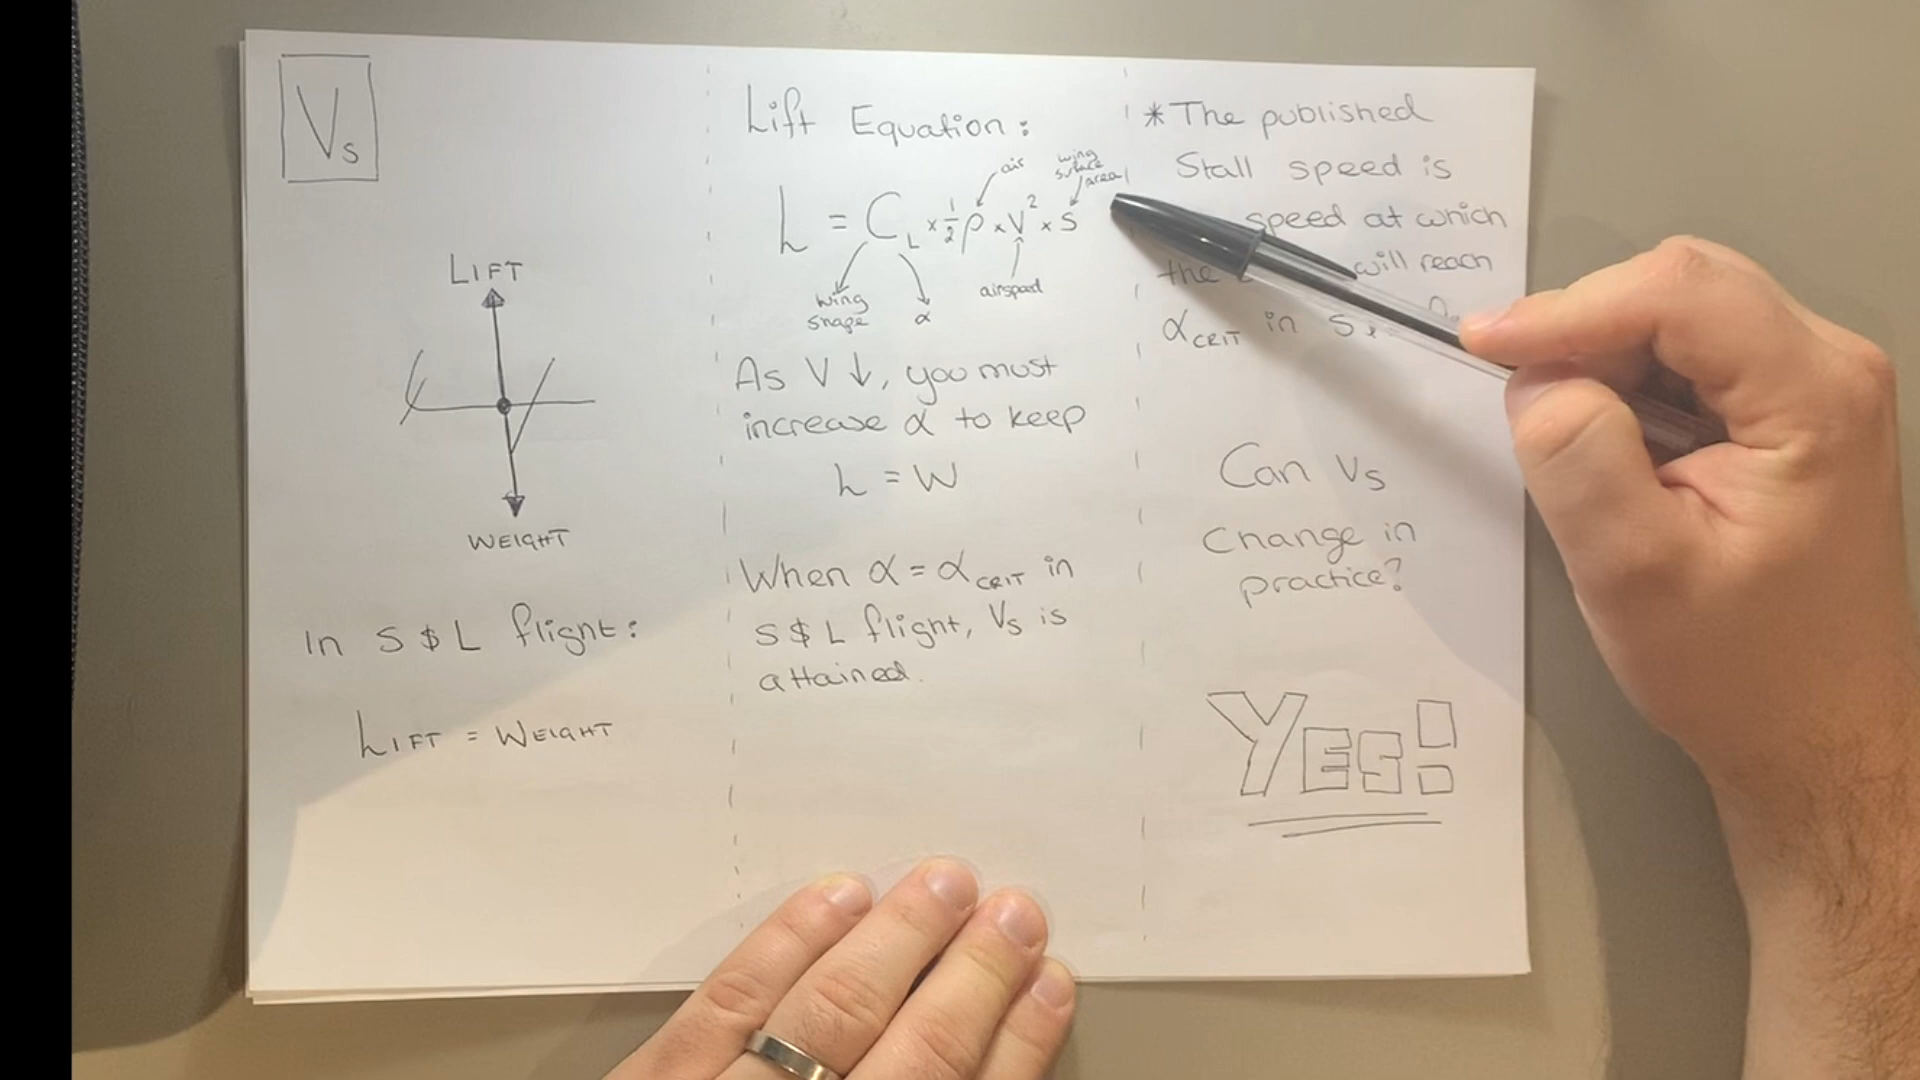 Vs
LIFT
WEIGHT
In S $ L flight:
LIFT = WEIGHT
Lift Equation:
air
wing
surface
area
L = CL × 1/2 ρ × V² × S
wing
shape
α
airspeed
As V ↓, you must
increase α to keep
L = W
When α = αCRIT in
S $ L flight, Vs is
attained.
* The published
Stall speed is
speed at which
the will reach
αCRIT in S
Can Vs
Change in
practice?
YES!